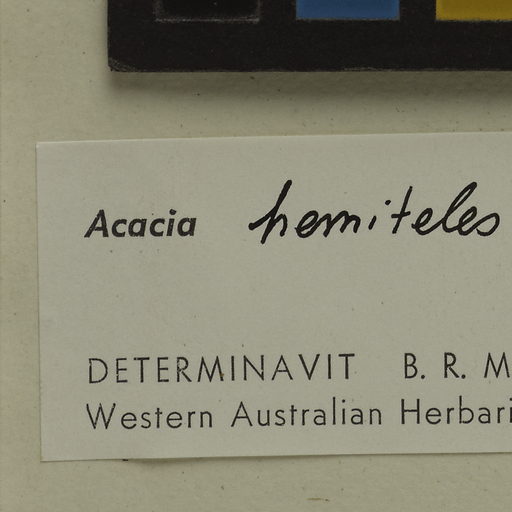 Acacia hemiteles
DETERMINAVIT B. R. M
Western Australian Herbari